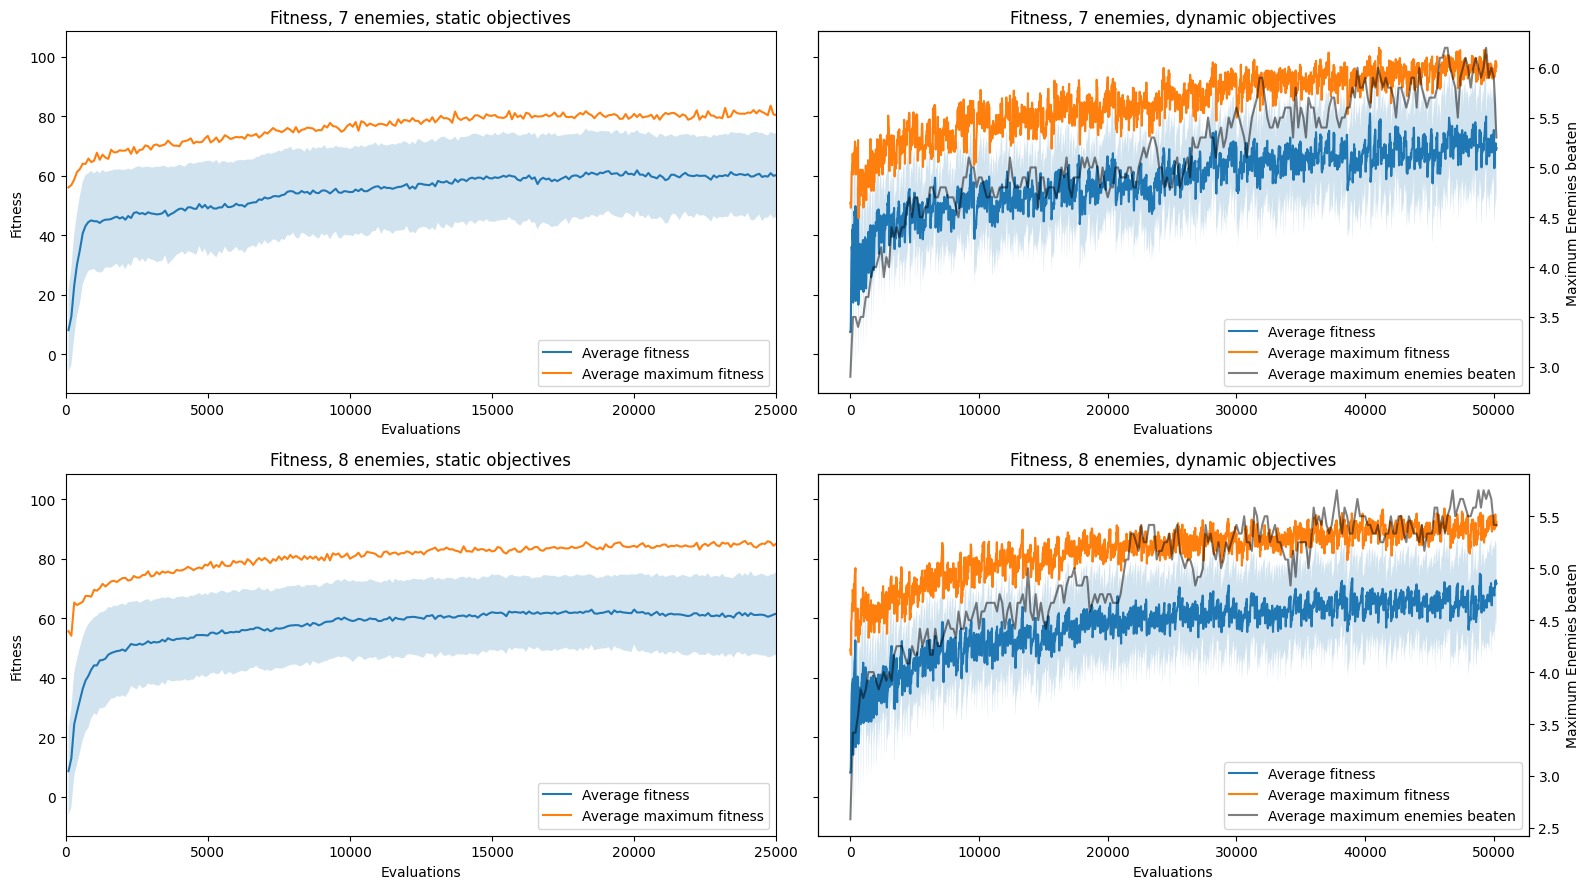 Fitness, 7 enemies, static objectives
100
80
60
40
20
0
Fitness
0 5000 10000 15000 20000 25000
Evaluations
Average fitness
Average maximum fitness
Fitness, 7 enemies, dynamic objectives
6.0
5.5
5.0
4.5
4.0
3.5
3.0
Maximum Enemies beaten
0 10000 20000 30000 40000 50000
Evaluations
Average fitness
Average maximum fitness
Average maximum enemies beaten
Fitness, 8 enemies, static objectives
100
80
60
40
20
0
Fitness
0 5000 10000 15000 20000 25000
Evaluations
Average fitness
Average maximum fitness
Fitness, 8 enemies, dynamic objectives
5.5
5.0
4.5
4.0
3.5
3.0
2.5
Maximum Enemies beaten
0 10000 20000 30000 40000 50000
Evaluations
Average fitness
Average maximum fitness
Average maximum enemies beaten